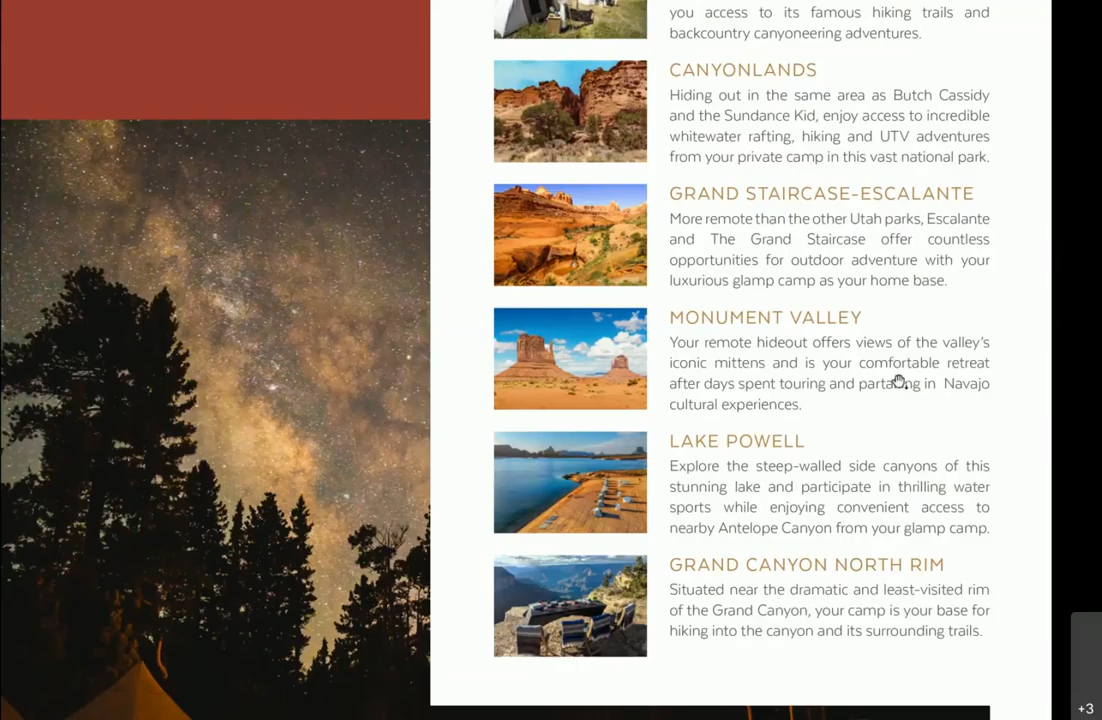 you access to its famous hiking trails and
backcountry canyoneering adventures.
CANYONLANDS
Hiding out in the same area as Butch Cassidy
and the Sundance Kid, enjoy access to incredible
whitewater rafting, hiking and UTV adventures
from your private camp in this vast national park.
GRAND STAIRCASE-ESCALANTE
More remote than the other Utah parks, Escalante
and The Grand Staircase offer countless
opportunities for outdoor adventure with your
luxurious glamp camp as your home base.
MONUMENT VALLEY
Your remote hideout offers views of the valley's
iconic mittens and is your comfortable retreat
after days spent touring and partaking in Navajo
cultural experiences.
LAKE POWELL
Explore the steep-walled side canyons of this
stunning lake and participate in thrilling water
sports while enjoying convenient access to
nearby Antelope Canyon from your glamp camp.
GRAND CANYON NORTH RIM
Situated near the dramatic and least-visited rim
of the Grand Canyon, your camp is your base for
hiking into the canyon and its surrounding trails.
+3